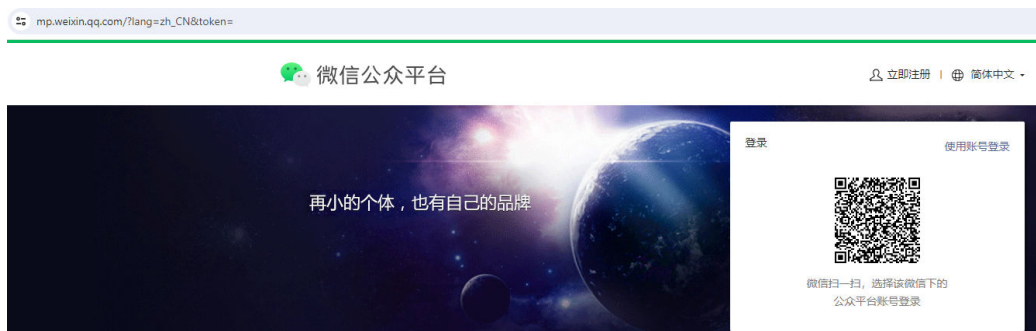 mp.weixin.qq.com/?lang=zh_CN&token=
微信公众平台
立即注册 | 简体中文
再小的个体，也有自己的品牌
登录
使用账号登录
微信扫一扫，选择该微信下的
公众平台账号登录